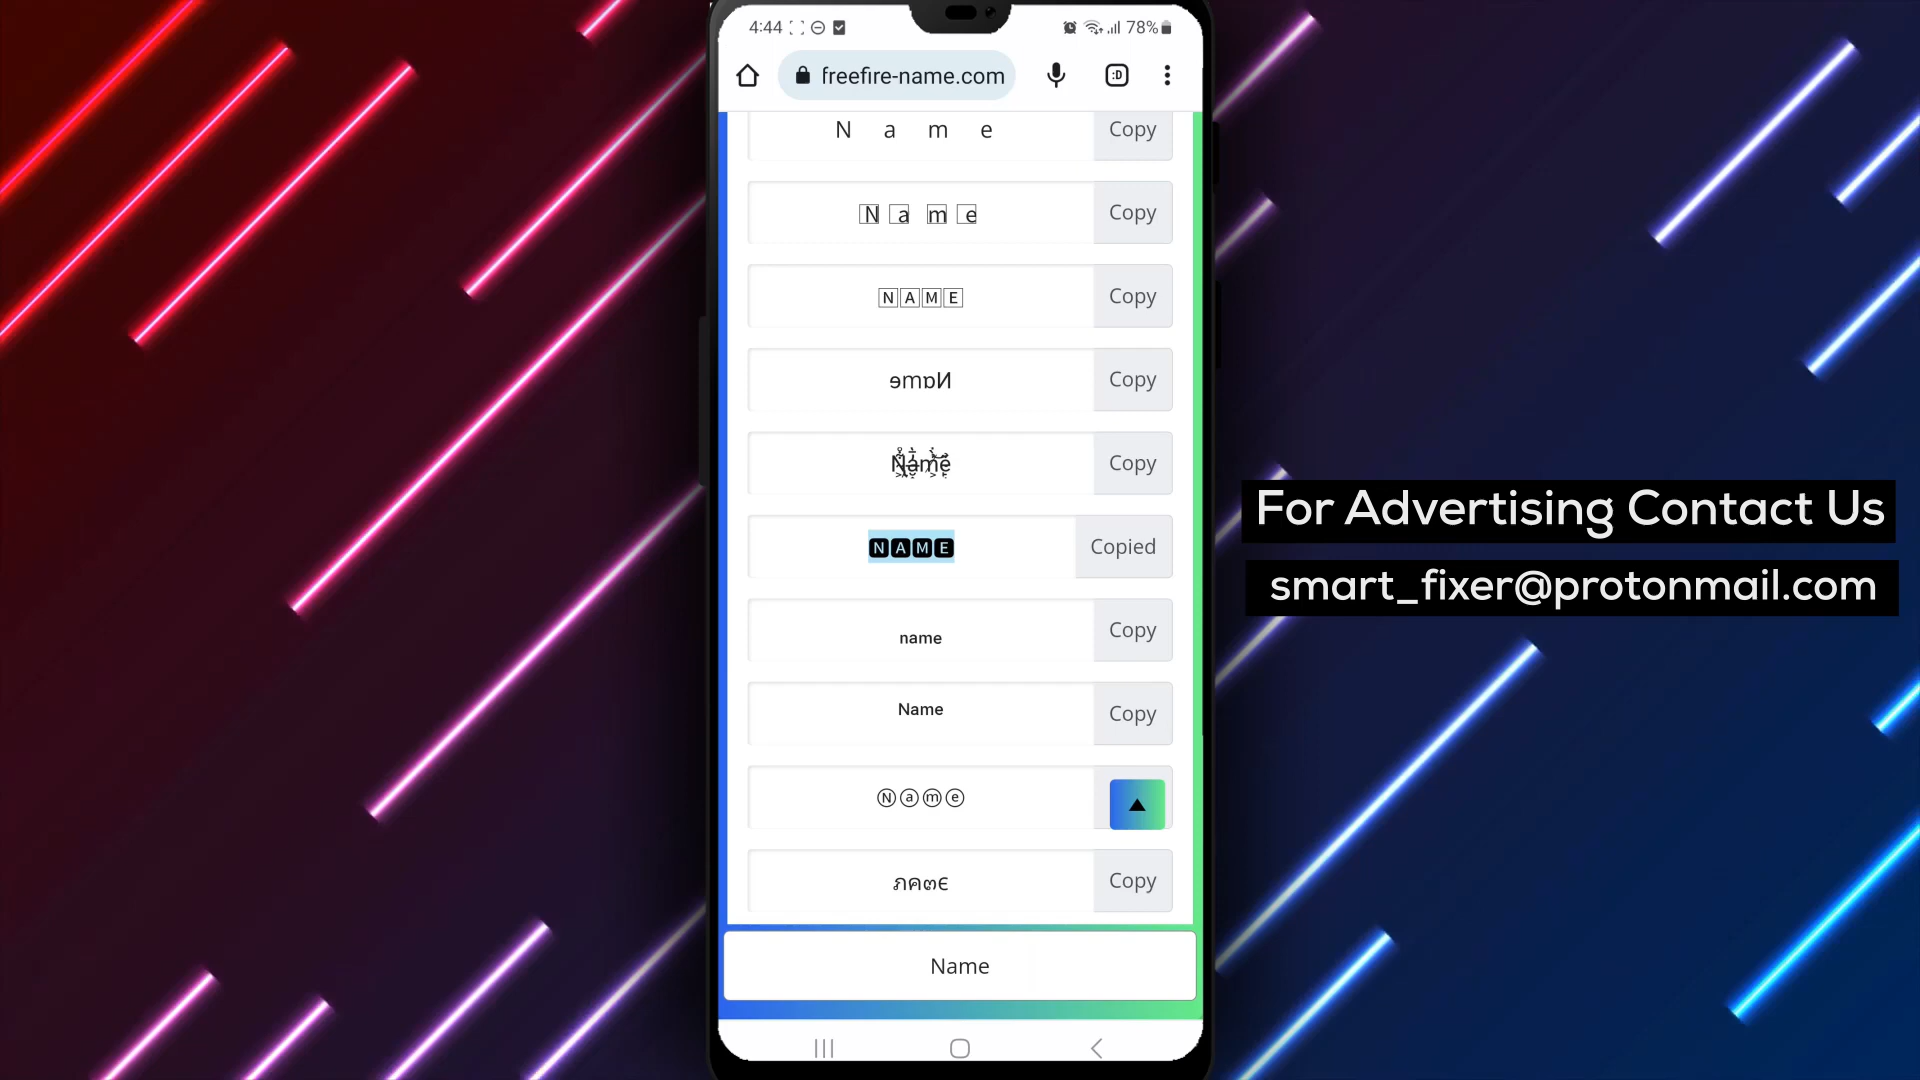 4:44 78%
freefire-name.com :D
N a m e Copy
N a m e Copy
🄽🄰🄼🄴 Copy
ɘmɒИ Copy
Name Copy
🅽🅰🅼🅴 Copied
name Copy
Name Copy
Ⓝⓐⓜⓔ
ภค๓є Copy
Name
For Advertising Contact Us
smart_fixer@protonmail.com